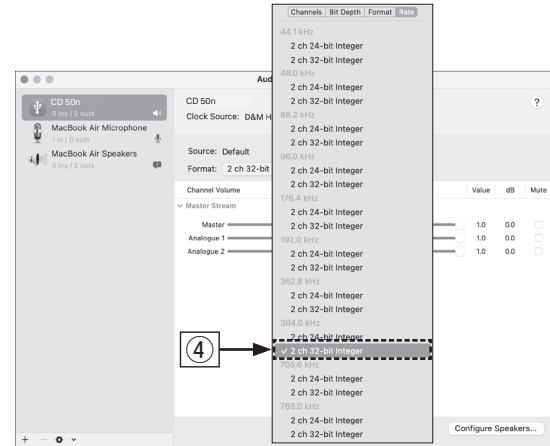 Channels Bit Depth Format Rate
44.1 kHz
2 ch 24-bit Integer
2 ch 32-bit Integer
48.0 kHz
2 ch 24-bit Integer
2 ch 32-bit Integer
88.2 kHz
2 ch 24-bit Integer
2 ch 32-bit Integer
96.0 kHz
2 ch 24-bit Integer
2 ch 32-bit Integer
176.4 kHz
2 ch 24-bit Integer
2 ch 32-bit Integer
192.0 kHz
2 ch 24-bit Integer
2 ch 32-bit Integer
352.8 kHz
2 ch 24-bit Integer
2 ch 32-bit Integer
384.0 kHz
2 ch 24-bit Integer
✓ 2 ch 32-bit Integer
705.6 kHz
2 ch 24-bit Integer
2 ch 32-bit Integer
768.0 kHz
2 ch 24-bit Integer
2 ch 32-bit Integer
④
Aud
CD 50n
0 ins / 2 outs
MacBook Air Microphone
1 in / 0 outs
MacBook Air Speakers
0 ins / 2 outs
CD 50n
?
Clock Source: D&M H
Source: Default
Format: 2 ch 32-bit
Channel Volume Value dB Mute
Master Stream
Master 1.0 0.0
Analogue 1 1.0 0.0
Analogue 2 1.0 0.0
Configure Speakers...